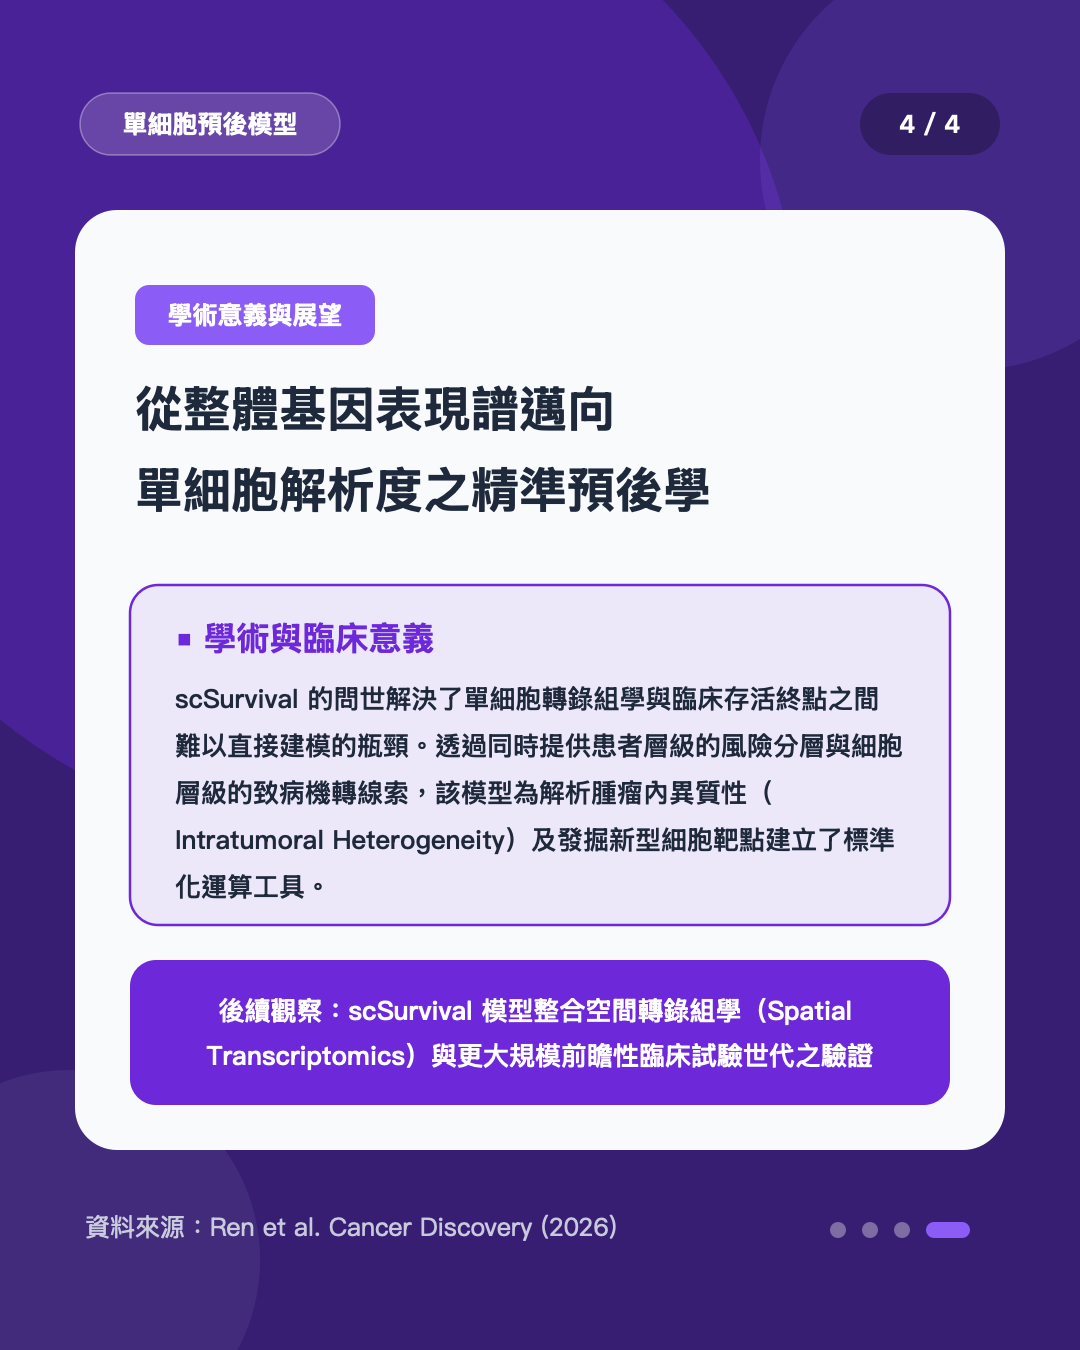 單細胞預後模型
4 / 4
學術意義與展望
從整體基因表現譜邁向
單細胞解析度之精準預後學
▪ 學術與臨床意義
scSurvival 的問世解決了單細胞轉錄組學與臨床存活終點之間
難以直接建模的瓶頸。透過同時提供患者層級的風險分層與細胞
層級的致病機轉線索，該模型為解析腫瘤內異質性（
Intratumoral Heterogeneity）及發掘新型細胞靶點建立了標準
化運算工具。
後續觀察：scSurvival 模型整合空間轉錄組學（Spatial
Transcriptomics）與更大規模前瞻性臨床試驗世代之驗證
資料來源：Ren et al. Cancer Discovery (2026)